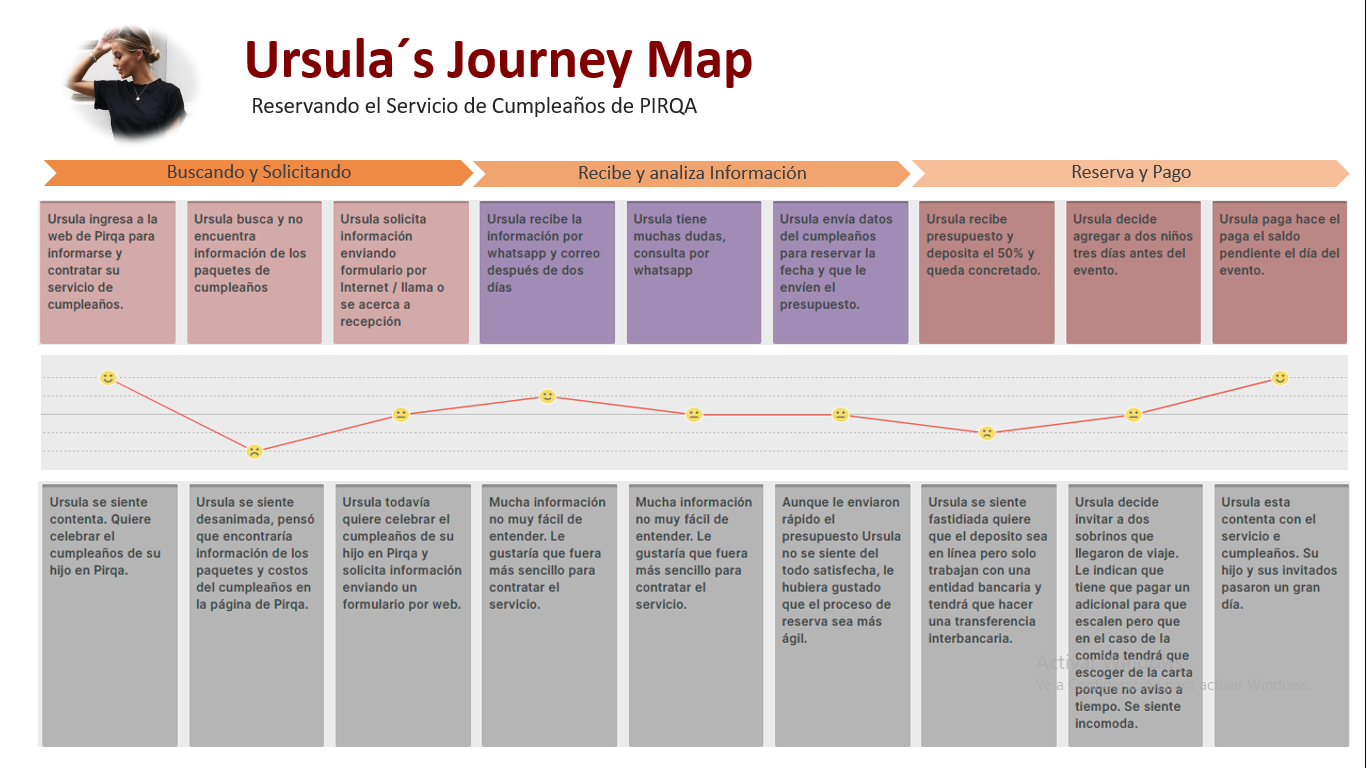 Ursula´s Journey Map
Reservando el Servicio de Cumpleaños de PIRQA
Buscando y Solicitando
Recibe y analiza Información
Reserva y Pago
Ursula ingresa a la
web de Pirqa para
informarse y
contratar su
servicio de
cumpleaños.
Ursula busca y no
encuentra
información de los
paquetes de
cumpleaños
Ursula solicita
información
enviando
formulario por
Internet / llama o
se acerca a
recepción
Ursula recibe la
información por
whatsapp y correo
después de dos
días
Ursula tiene
muchas dudas,
consulta por
whatsapp
Ursula envía datos
del cumpleaños
para reservar la
fecha y que le
envíen el
presupuesto.
Ursula recibe
presupuesto y
deposita el 50% y
queda concretado.
Ursula decide
agregar a dos niños
tres días antes del
evento.
Ursula paga hace el
paga el saldo
pendiente el día del
evento.
Ursula se siente
contenta. Quiere
celebrar el
cumpleaños de su
hijo en Pirqa.
Ursula se siente
desanimada, pensó
que encontraría
información de los
paquetes y costos
del cumpleaños en
la página de Pirqa.
Ursula todavía
quiere celebrar el
cumpleaños de su
hijo en Pirqa y
solicita información
enviando un
formulario por web.
Mucha información
no muy fácil de
entender. Le
gustaría que fuera
más sencillo para
contratar el
servicio.
Mucha información
no muy fácil de
entender. Le
gustaría que fuera
más sencillo para
contratar el
servicio.
Aunque le enviaron
rápido el
presupuesto Ursula
no se siente del
todo satisfecha, le
hubiera gustado
que el proceso de
reserva sea más
ágil.
Ursula se siente
fastidiada quiere
que el deposito sea
en línea pero solo
trabajan con una
entidad bancaria y
tendrá que hacer
una transferencia
interbancaria.
Ursula decide
invitar a dos
sobrinos que
llegaron de viaje.
Le indican que
tiene que pagar un
adicional para que
escalen pero que
en el caso de la
comida tendrá que
escoger de la carta
porque no aviso a
tiempo. Se siente
incomoda.
Ursula esta
contenta con el
servicio e
cumpleaños. Su
hijo y sus invitados
pasaron un gran
día.
activar Windows.